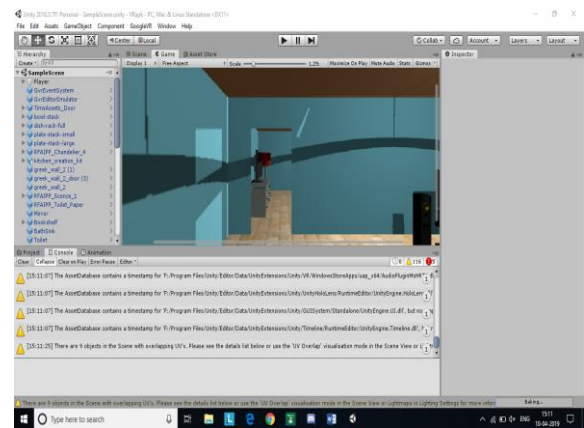 Unity 2018.3.7f1 Personal - SampleScene.unity - VRapt - PC, Mac & Linux Standalone <DX11>
File Edit Assets GameObject Component GoogleVR Window Help
Center Local Collab Account Layers Layout
Hierarchy Scene Game Asset Store Inspector
Create Display 1 Free Aspect Scale 1.25 Maximize On Play Mute Audio Stats Gizmos
SampleScene
Player
GvrEventSystem
GvrEditorEmulator
TimsAssets_Door
bowl-stack
dish-rack-full
plate-stack-small
plate-stack-large
RFAIPP_Chandelier_4
kitchen_creation_kit
greek_wall_2 (1)
greek_wall_2_door (3)
greek_wall_2
RFAIPP_Sconce_1
RFAIPP_Toilet_Paper
Mirror
Bookshelf
BathSink
Toilet
Project Console Animation
Clear Collapse Clear on Play Error Pause Editor 116
[15:11:07] The AssetDatabase contains a timestamp for 'F:/Program Files/Unity/Editor/Data/UnityExtensions/Unity/VR/WindowsStoreApps/uap_x64/
[15:11:07] The AssetDatabase contains a timestamp for 'F:/Program Files/Unity/Editor/Data/UnityExtensions/Unity/UnityHoloLens/RuntimeEditor/UnityEngine.HoloLens
[15:11:07] The AssetDatabase contains a timestamp for 'F:/Program Files/Unity/Editor/Data/UnityExtensions/Unity/GUISystem/Standalone/UnityEngine.UI.dll', but
[15:11:07] The AssetDatabase contains a timestamp for 'F:/Program Files/Unity/Editor/Data/UnityExtensions/Unity/Timeline/RuntimeEditor/UnityEngine.Timeline.dll',
[15:11:25] There are 9 objects in the Scene with overlapping UV's. Please see the details list below or use the 'UV Overlap' visualisation mode in the Scene View or
There are 9 objects in the Scene with overlapping UV's. Please see the details list below or use the 'UV Overlap' visualisation mode in the Scene View or Lightmaps in Lighting Settings for more infor
Baking...
Type here to search
ENG 15:11
10-04-2019